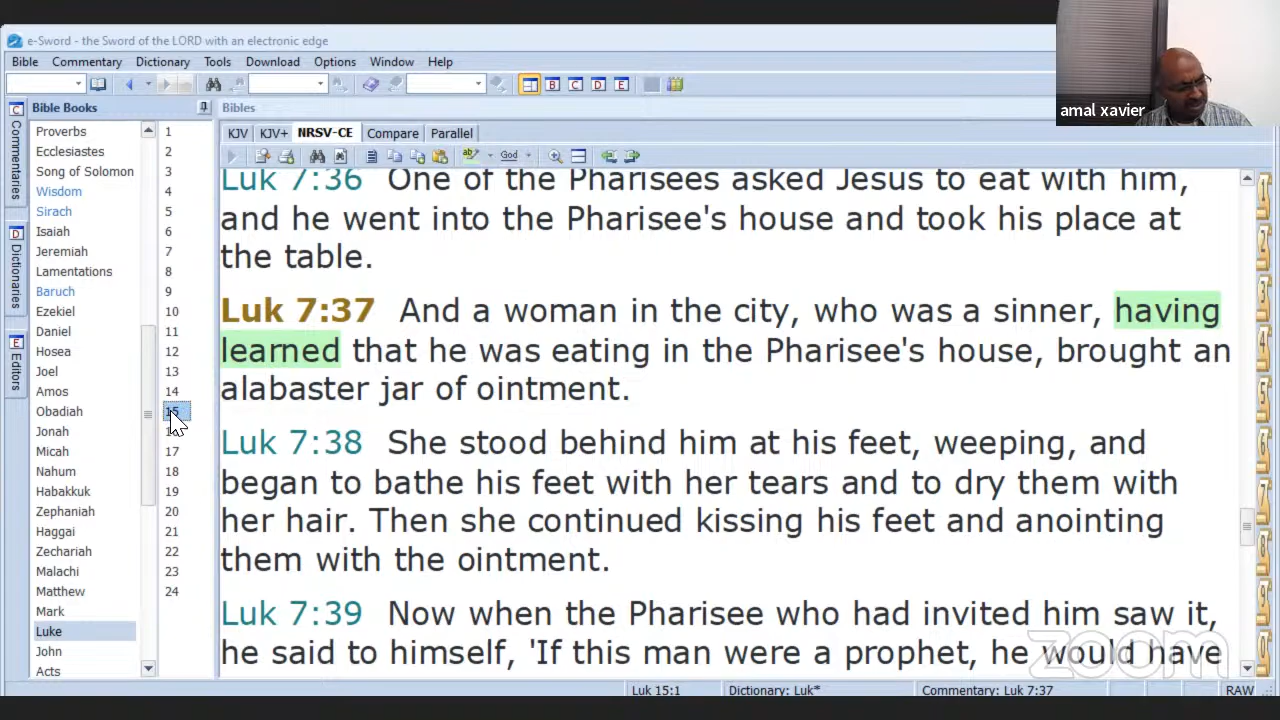 e-Sword - the Sword of the LORD with an electronic edge
Bible Commentary Dictionary Tools Download Options Window Help
amal xavier
Bible Books
Bibles
KJV KJV+ NRSV-CE Compare Parallel
God
Commentaries
Dictionaries
Editors
Proverbs
Ecclesiastes
Song of Solomon
Wisdom
Sirach
Isaiah
Jeremiah
Lamentations
Baruch
Ezekiel
Daniel
Hosea
Joel
Amos
Obadiah
Jonah
Micah
Nahum
Habakkuk
Zephaniah
Haggai
Zechariah
Malachi
Matthew
Mark
Luke
John
Acts
1
2
3
4
5
6
7
8
9
10
11
12
13
14
15
17
18
19
20
21
22
23
24
Luk 7:36 One of the Pharisees asked Jesus to eat with him,
and he went into the Pharisee's house and took his place at
the table.
Luk 7:37 And a woman in the city, who was a sinner, having
learned that he was eating in the Pharisee's house, brought an
alabaster jar of ointment.
Luk 7:38 She stood behind him at his feet, weeping, and
began to bathe his feet with her tears and to dry them with
her hair. Then she continued kissing his feet and anointing
them with the ointment.
Luk 7:39 Now when the Pharisee who had invited him saw it,
he said to himself, 'If this man were a prophet, he would have
zoom
Luk 15:1 Dictionary: Luk* Commentary: Luk 7:37 RAW